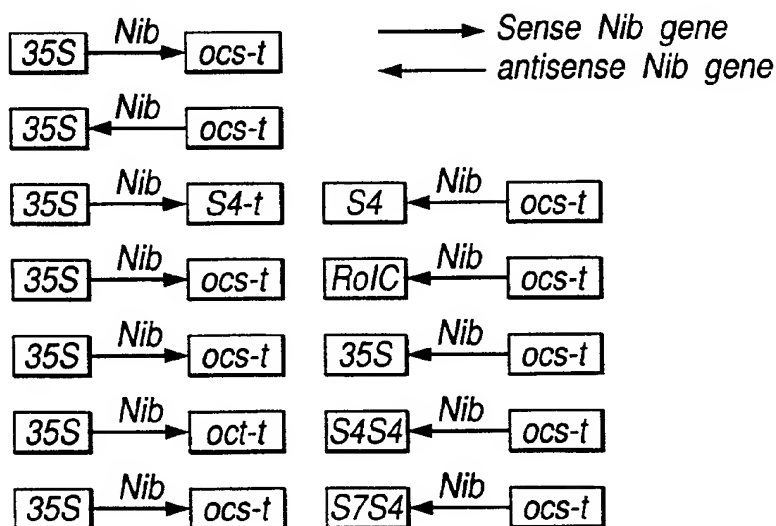 35S Nib ocs-t Sense Nib gene
antisense Nib gene
35S Nib ocs-t
35S Nib S4-t S4 Nib ocs-t
35S Nib ocs-t RolC Nib ocs-t
35S Nib ocs-t 35S Nib ocs-t
35S Nib oct-t S4S4 Nib ocs-t
35S Nib ocs-t S7S4 Nib ocs-t